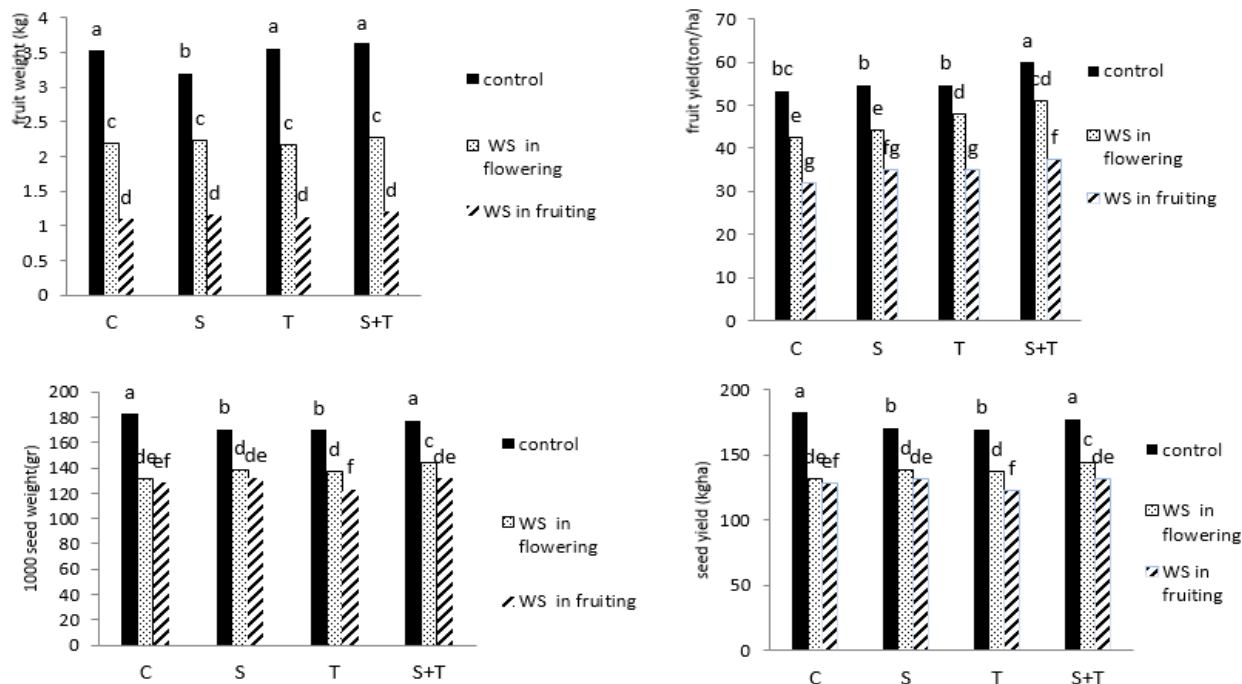 fruit weight (kg)
4
3.5
3
2.5
2
1.5
1
0.5
0
a
c
d
b
c
d
a
c
d
a
c
d
C S T S+T
control
WS in
flowering
WS in fruiting
fruit yield(ton/ha)
70
60
50
40
30
20
10
0
bc
e
g
b
e
fg
b
d
g
a
cd
f
C S T S+T
control
WS in
flowering
WS in fruiting
1000 seed weight(gr)
200
180
160
140
120
100
80
60
40
20
0
a
de
ef
b
d
de
b
d
f
a
c
de
C S T S+T
control
WS in
flowering
WS in fruiting
seed yield (kgha)
200
150
100
50
0
a
de
ef
b
d
de
b
d
f
a
c
de
C S T S+T
control
WS in
flowering
WS in
fruiting